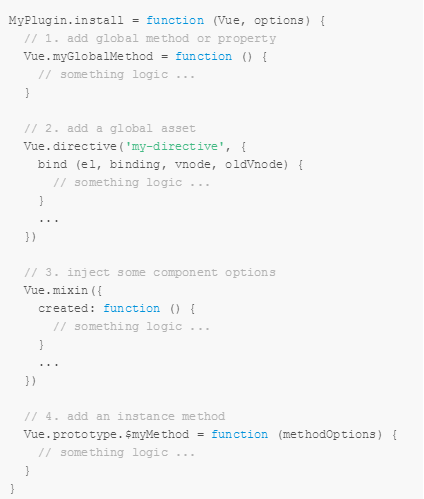 MyPlugin.install = function (Vue, options) {
  // 1. add global method or property
  Vue.myGlobalMethod = function () {
    // something logic ...
  }

  // 2. add a global asset
  Vue.directive('my-directive', {
    bind (el, binding, vnode, oldVnode) {
      // something logic ...
    }
    ...
  })

  // 3. inject some component options
  Vue.mixin({
    created: function () {
      // something logic ...
    }
    ...
  })

  // 4. add an instance method
  Vue.prototype.$myMethod = function (methodOptions) {
    // something logic ...
  }
}